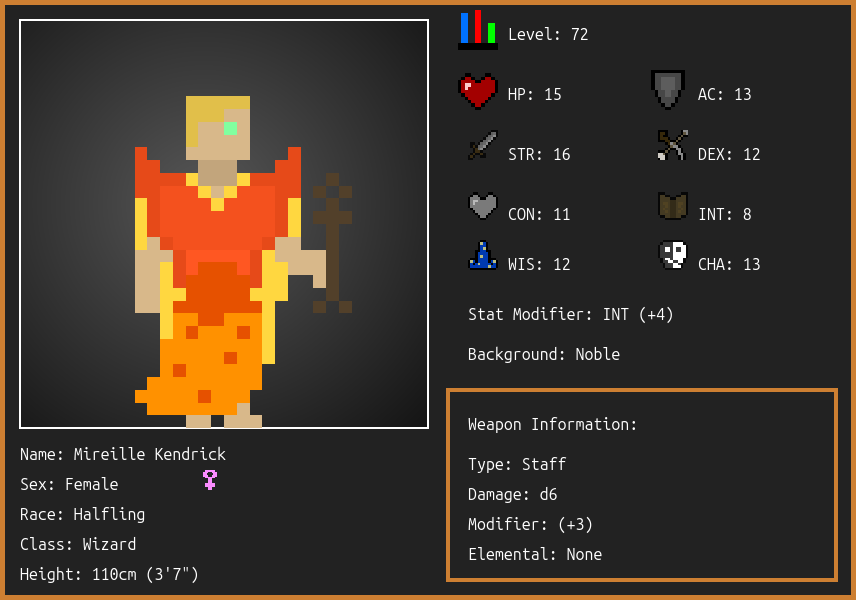 Level: 72
HP: 15
AC: 13
STR: 16
DEX: 12
CON: 11
INT: 8
WIS: 12
CHA: 13
Stat Modifier: INT (+4)
Background: Noble
Weapon Information:
Type: Staff
Damage: d6
Modifier: (+3)
Elemental: None
Name: Mireille Kendrick
Sex: Female
Race: Halfling
Class: Wizard
Height: 110cm (3'7")